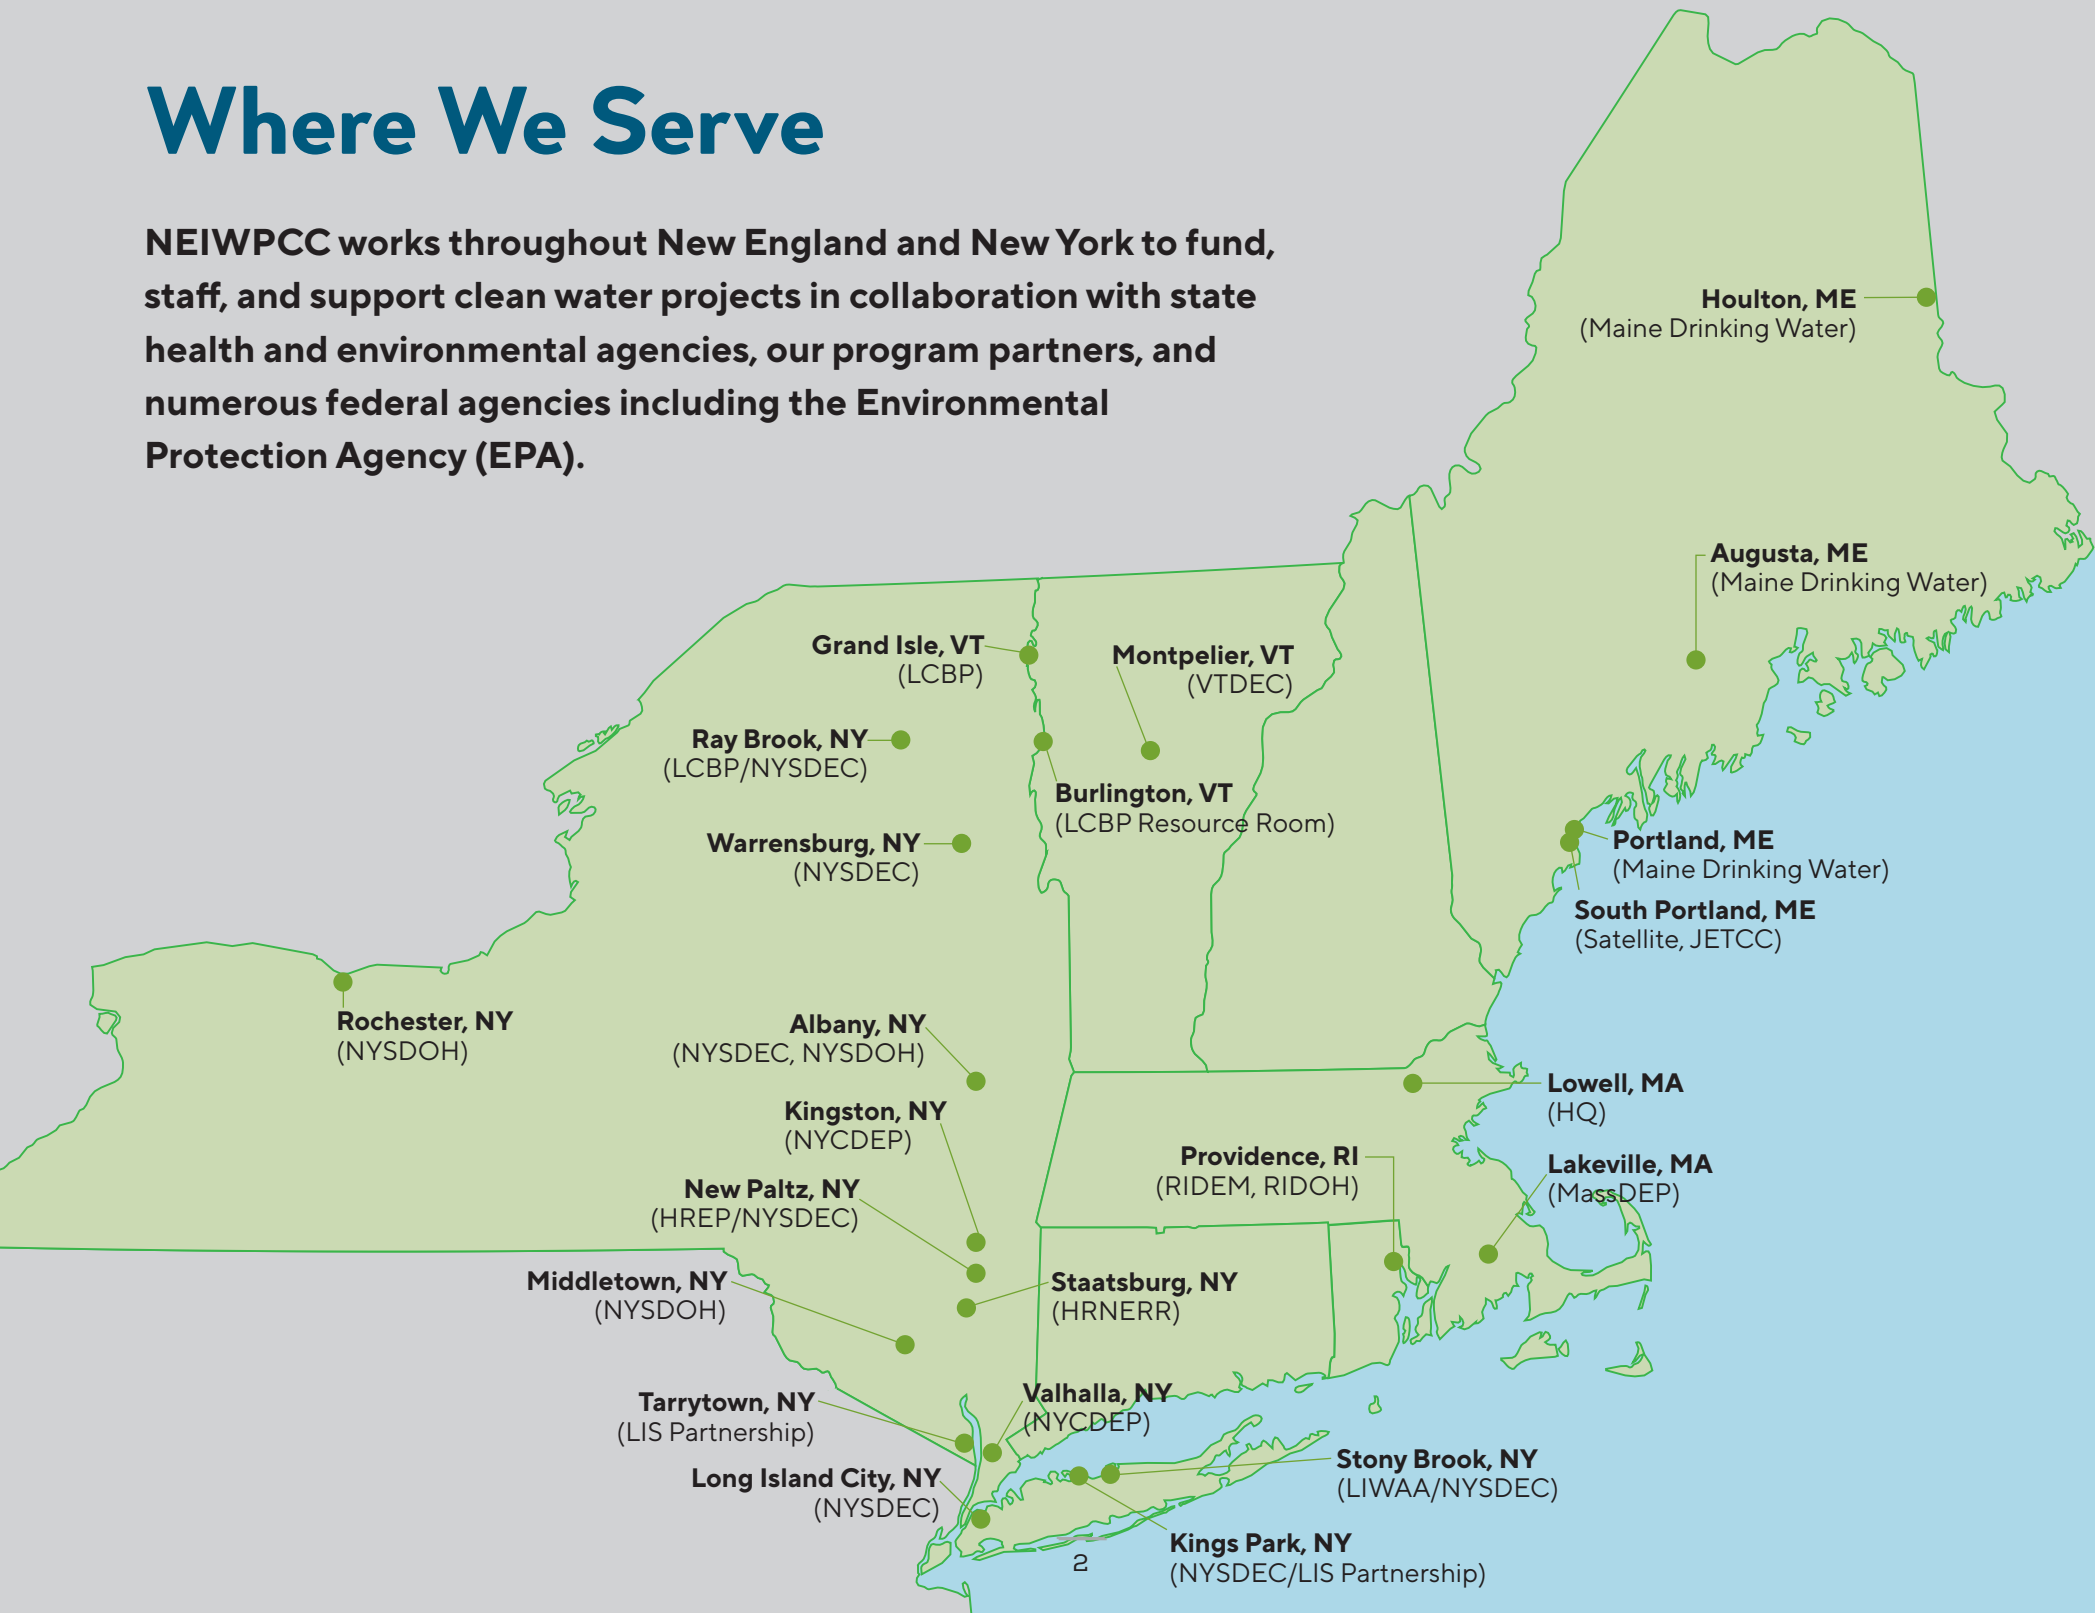 Where We Serve
NEIWPCC works throughout New England and New York to fund,
staff, and support clean water projects in collaboration with state
health and environmental agencies, our program partners, and
numerous federal agencies including the Environmental
Protection Agency (EPA).
Houlton, ME
(Maine Drinking Water)
Augusta, ME
(Maine Drinking Water)
Grand Isle, VT
(LCBP)
Montpelier, VT
(VTDEC)
Ray Brook, NY
(LCBP/NYSDEC)
Burlington, VT
(LCBP Resource Room)
Warrensburg, NY
(NYSDEC)
Portland, ME
(Maine Drinking Water)
South Portland, ME
(Satellite, JETCC)
Rochester, NY
(NYSDOH)
Albany, NY
(NYSDEC, NYSDOH)
Kingston, NY
(NYCDEP)
Lowell, MA
(HQ)
Providence, RI
(RIDEM, RIDOH)
Lakeville, MA
(MassDEP)
New Paltz, NY
(HREP/NYSDEC)
Middletown, NY
(NYSDOH)
Staatsburg, NY
(HRNERR)
Tarrytown, NY
(LIS Partnership)
Valhalla, NY
(NYCDEP)
Long Island City, NY
(NYSDEC)
Stony Brook, NY
(LIWAA/NYSDEC)
Kings Park, NY
(NYSDEC/LIS Partnership)
2